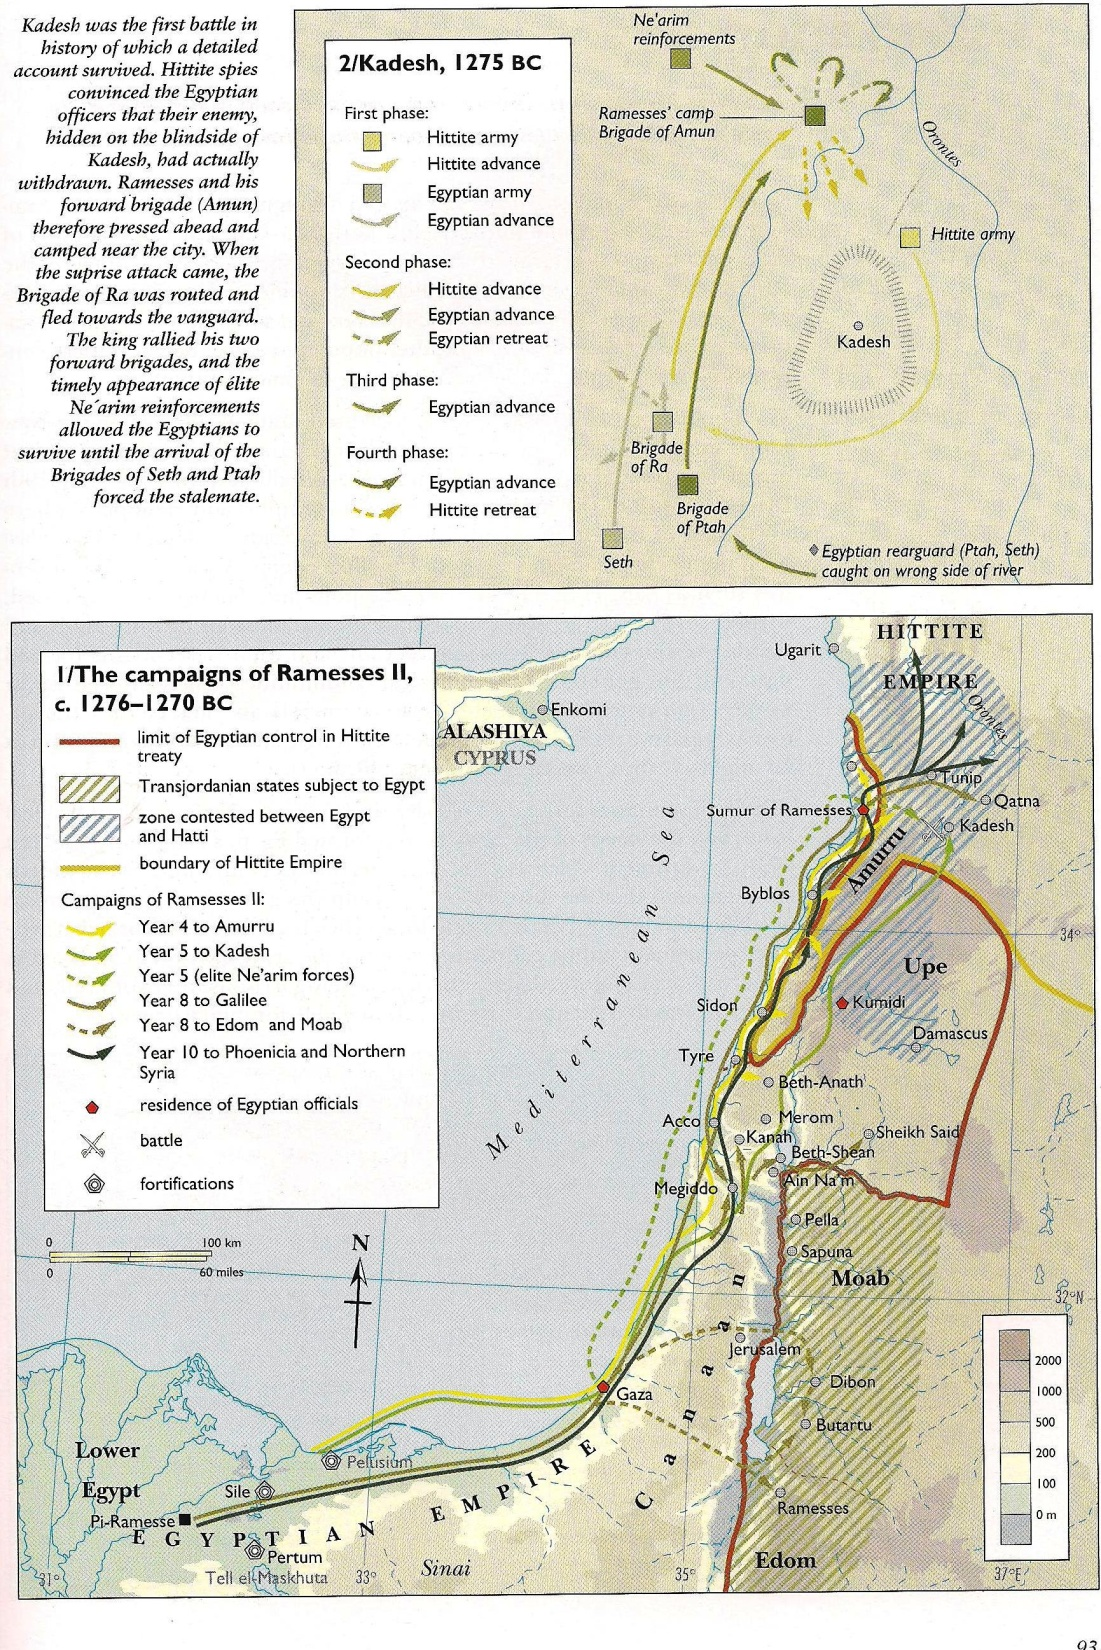 Kadesh was the first battle in
history of which a detailed
account survived. Hittite spies
convinced the Egyptian
officers that their enemy,
hidden on the blindside of
Kadesh, had actually
withdrawn. Ramesses and his
forward brigade (Amun)
therefore pressed ahead and
camped near the city. When
the suprise attack came, the
Brigade of Ra was routed and
fled towards the vanguard.
The king rallied his two
forward brigades, and the
timely appearance of élite
Ne´arim reinforcements
allowed the Egyptians to
survive until the arrival of the
Brigades of Seth and Ptah
forced the stalemate.
2/Kadesh, 1275 BC
First phase:
Hittite army
Hittite advance
Egyptian army
Egyptian advance
Second phase:
Hittite advance
Egyptian advance
Egyptian retreat
Third phase:
Egyptian advance
Fourth phase:
Egyptian advance
Hittite retreat
Ne'arim
reinforcements
Ramesses' camp
Brigade of Amun
Orontes
Hittite army
Kadesh
Brigade
of Ra
Brigade
of Ptah
Seth
Egyptian rearguard (Ptah, Seth)
caught on wrong side of river
1/The campaigns of Ramesses II,
c. 1276–1270 BC
limit of Egyptian control in Hittite
treaty
Transjordanian states subject to Egypt
zone contested between Egypt
and Hatti
boundary of Hittite Empire
Campaigns of Ramsesses II:
Year 4 to Amurru
Year 5 to Kadesh
Year 5 (elite Ne'arim forces)
Year 8 to Galilee
Year 8 to Edom and Moab
Year 10 to Phoenicia and Northern
Syria
residence of Egyptian officials
battle
fortifications
0 100 km
0 60 miles
N
HITTITE
EMPIRE
Ugarit
Orontes
Enkomi
ALASHIYA
CYPRUS
Tunip
Qatna
Sumur of Ramesses
Kadesh
Amurru
Byblos
34°
Mediterranean Sea
Upe
Sidon
Kumidi
Damascus
Tyre
Beth-Anath
Acco
Merom
Kanah
Sheikh Said
Beth-Shean
Ain Na'm
Megiddo
Pella
Sapuna
Moab
32°N
Canaan
Jerusalem
Dibon
Gaza
Butartu
Ramesses
Edom
Lower
Egypt
Pelusium
Sile
Pi-Ramesse
EGYPTIAN EMPIRE
Pertum
Tell el-Maskhuta
Sinai
31°
33°
35°
37°E
2000
1000
500
200
100
0 m
93